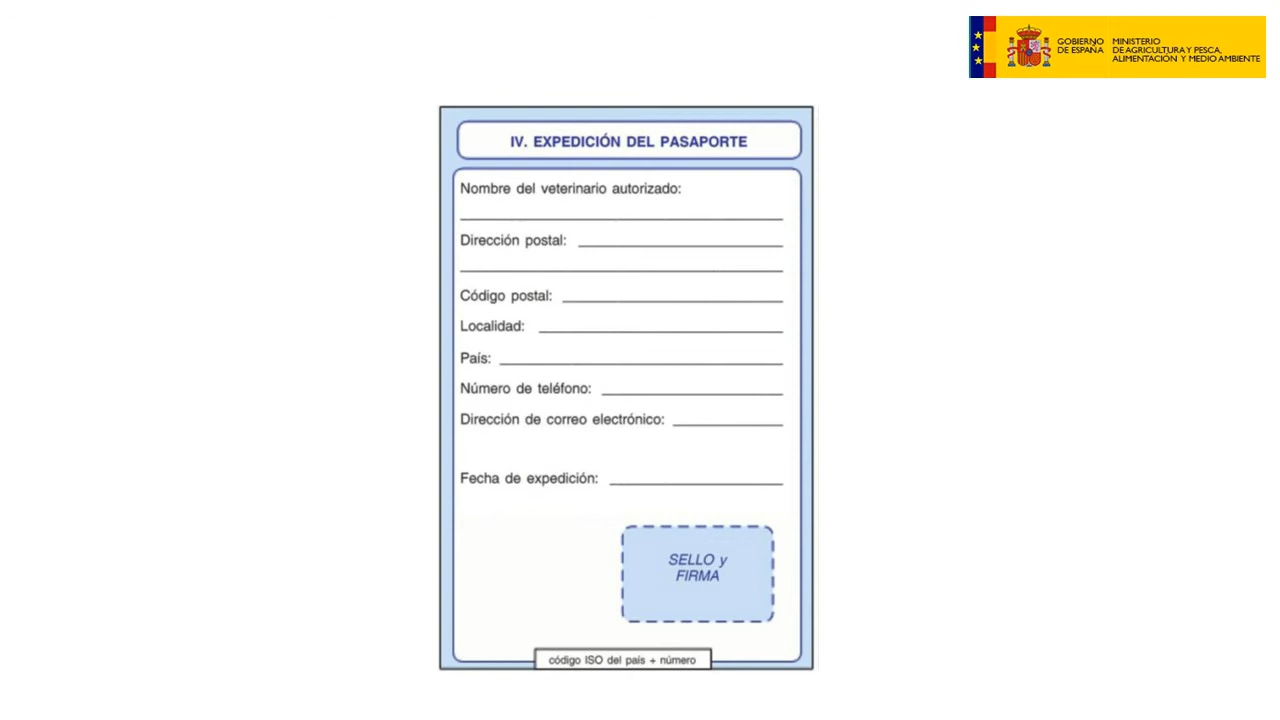 GOBIERNO
DE ESPAÑA
MINISTERIO
DE AGRICULTURA Y PESCA,
ALIMENTACIÓN Y MEDIO AMBIENTE
IV. EXPEDICIÓN DEL PASAPORTE
Nombre del veterinario autorizado:
Dirección postal:
Código postal:
Localidad:
País:
Número de teléfono:
Dirección de correo electrónico:
Fecha de expedición:
SELLO y
FIRMA
código ISO del país + número